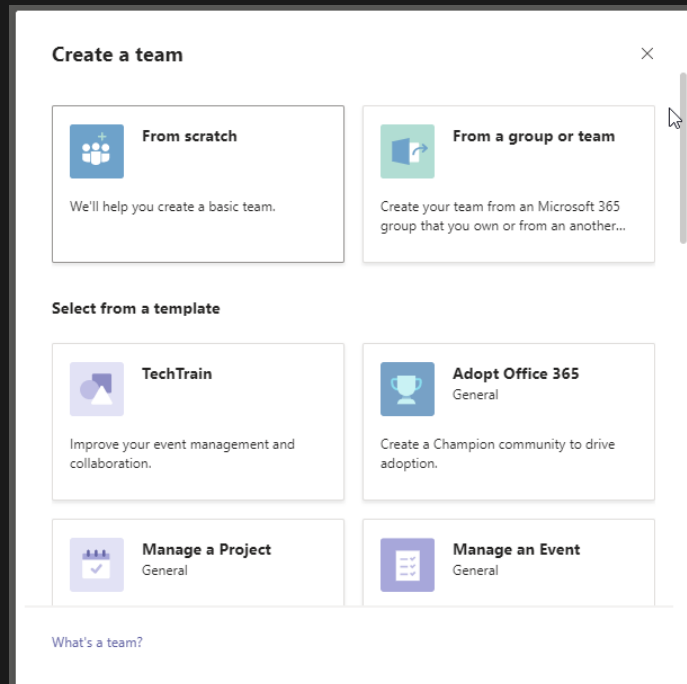 Create a team
From scratch
We'll help you create a basic team.
From a group or team
Create your team from an Microsoft 365
group that you own or from an another...
Select from a template
TechTrain
Improve your event management and
collaboration.
Adopt Office 365
General
Create a Champion community to drive
adoption.
Manage a Project
General
Manage an Event
General
What's a team?